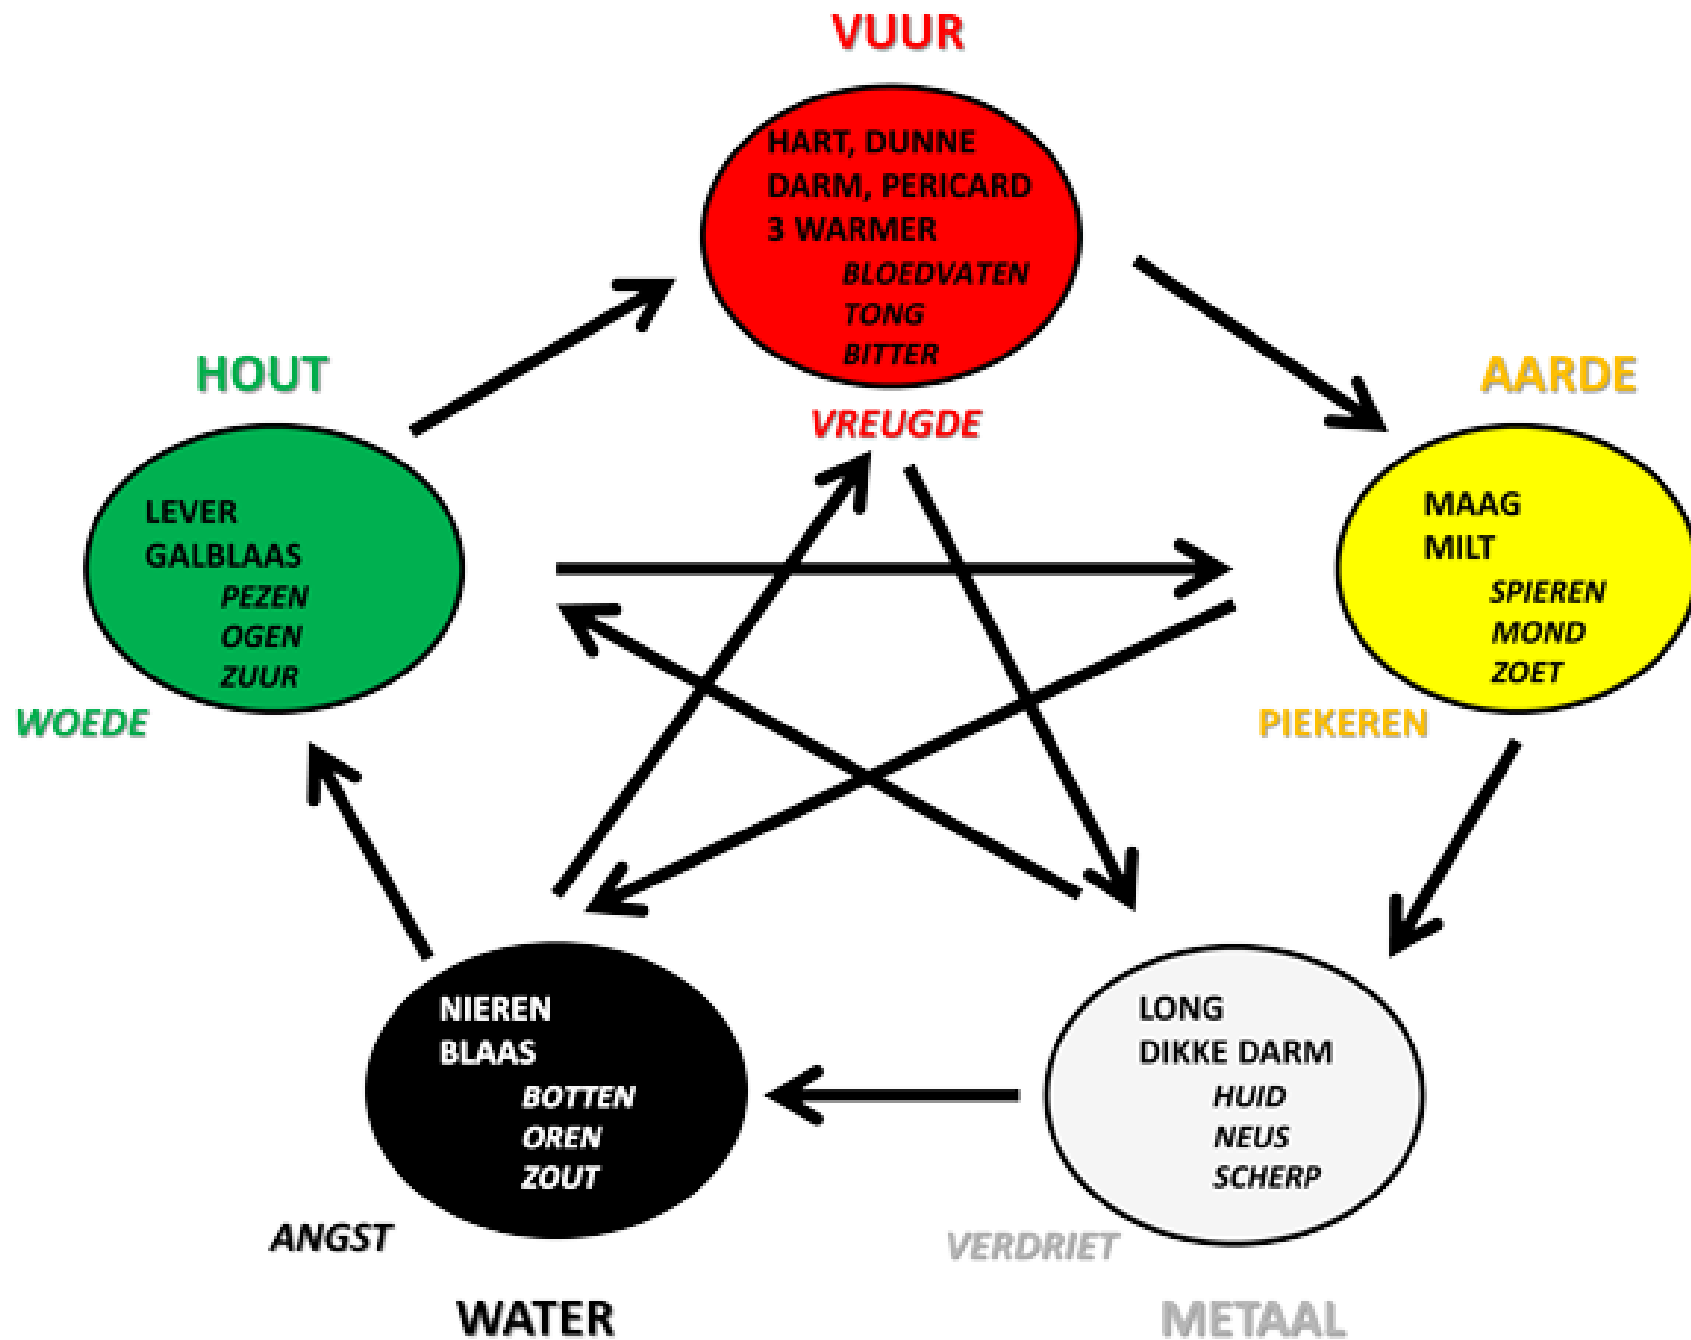 VUUR
HART, DUNNE
DARM, PERICARD
3 WARMER
BLOEDVATEN
TONG
BITTER
VREUGDE
HOUT
LEVER
GALBLAAS
PEZEN
OGEN
ZUUR
WOEDE
AARDE
MAAG
MILT
SPIEREN
MOND
ZOET
PIEKEREN
NIEREN
BLAAS
BOTTEN
OREN
ZOUT
ANGST
WATER
LONG
DIKKE DARM
HUID
NEUS
SCHERP
VERDRIET
METAAL